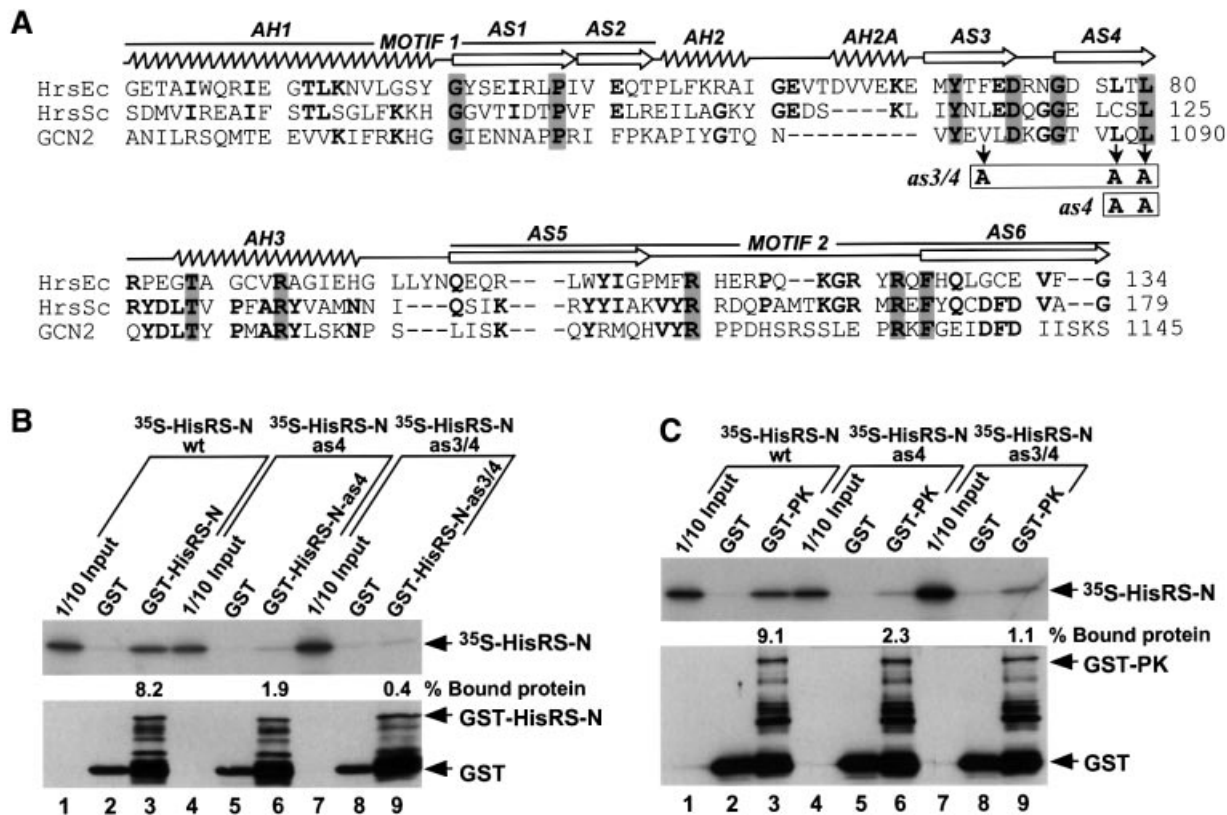 A
AH1 MOTIF 1 AS1 AS2 AH2 AH2A AS3 AS4
HrsEc GETAIWQRIE GTLKNVLGSY GYSEIRLPIV EQTPLFKRAI GEVTDVVEKE MYTFEDRNGD SLTL 80
HrsSc SDMVIREAIF STLSGLFKKH GGVTIDTPVF ELREILAGKY GEDS----KL IYNLEDQGGE LCSL 125
GCN2 ANILRSQMTE EVVKIFRKHG GIENNAPPRI FPKAPIYGTQ N--------- VYEVLDKGGT VLQL 1090
as3/4 A A A
as4 A A
AH3 AS5 MOTIF 2 AS6
HrsEc RPEGTA GCVRAGIEHG LLYNQEQR-- -LWYIGPMFR HERPQ--KGR YRQFHQLGCE VF--G 134
HrsSc RYDLTV PFARYVAMNN I---QSIK-- -RYYIAKVYR RDQPAMTKGR MREFYQCDFD VA--G 179
GCN2 QYDLTY PMARYLSKNP S---LISK-- --QYRMQHVYR PPDHSRSSLE PRKFGEIDFD IISKS 1145
B
35S-HisRS-N wt
35S-HisRS-N as4
35S-HisRS-N as3/4
1/10 Input
GST
GST-HisRS-N
1/10 Input
GST
GST-HisRS-N-as4
1/10 Input
GST
GST-HisRS-N-as3/4
35S-HisRS-N
8.2 1.9 0.4 % Bound protein
GST-HisRS-N
GST
1 2 3 4 5 6 7 8 9
C
35S-HisRS-N wt
35S-HisRS-N as4
35S-HisRS-N as3/4
1/10 Input
GST
GST-PK
1/10 Input
GST
GST-PK
1/10 Input
GST
GST-PK
35S-HisRS-N
9.1 2.3 1.1 % Bound protein
GST-PK
GST
1 2 3 4 5 6 7 8 9